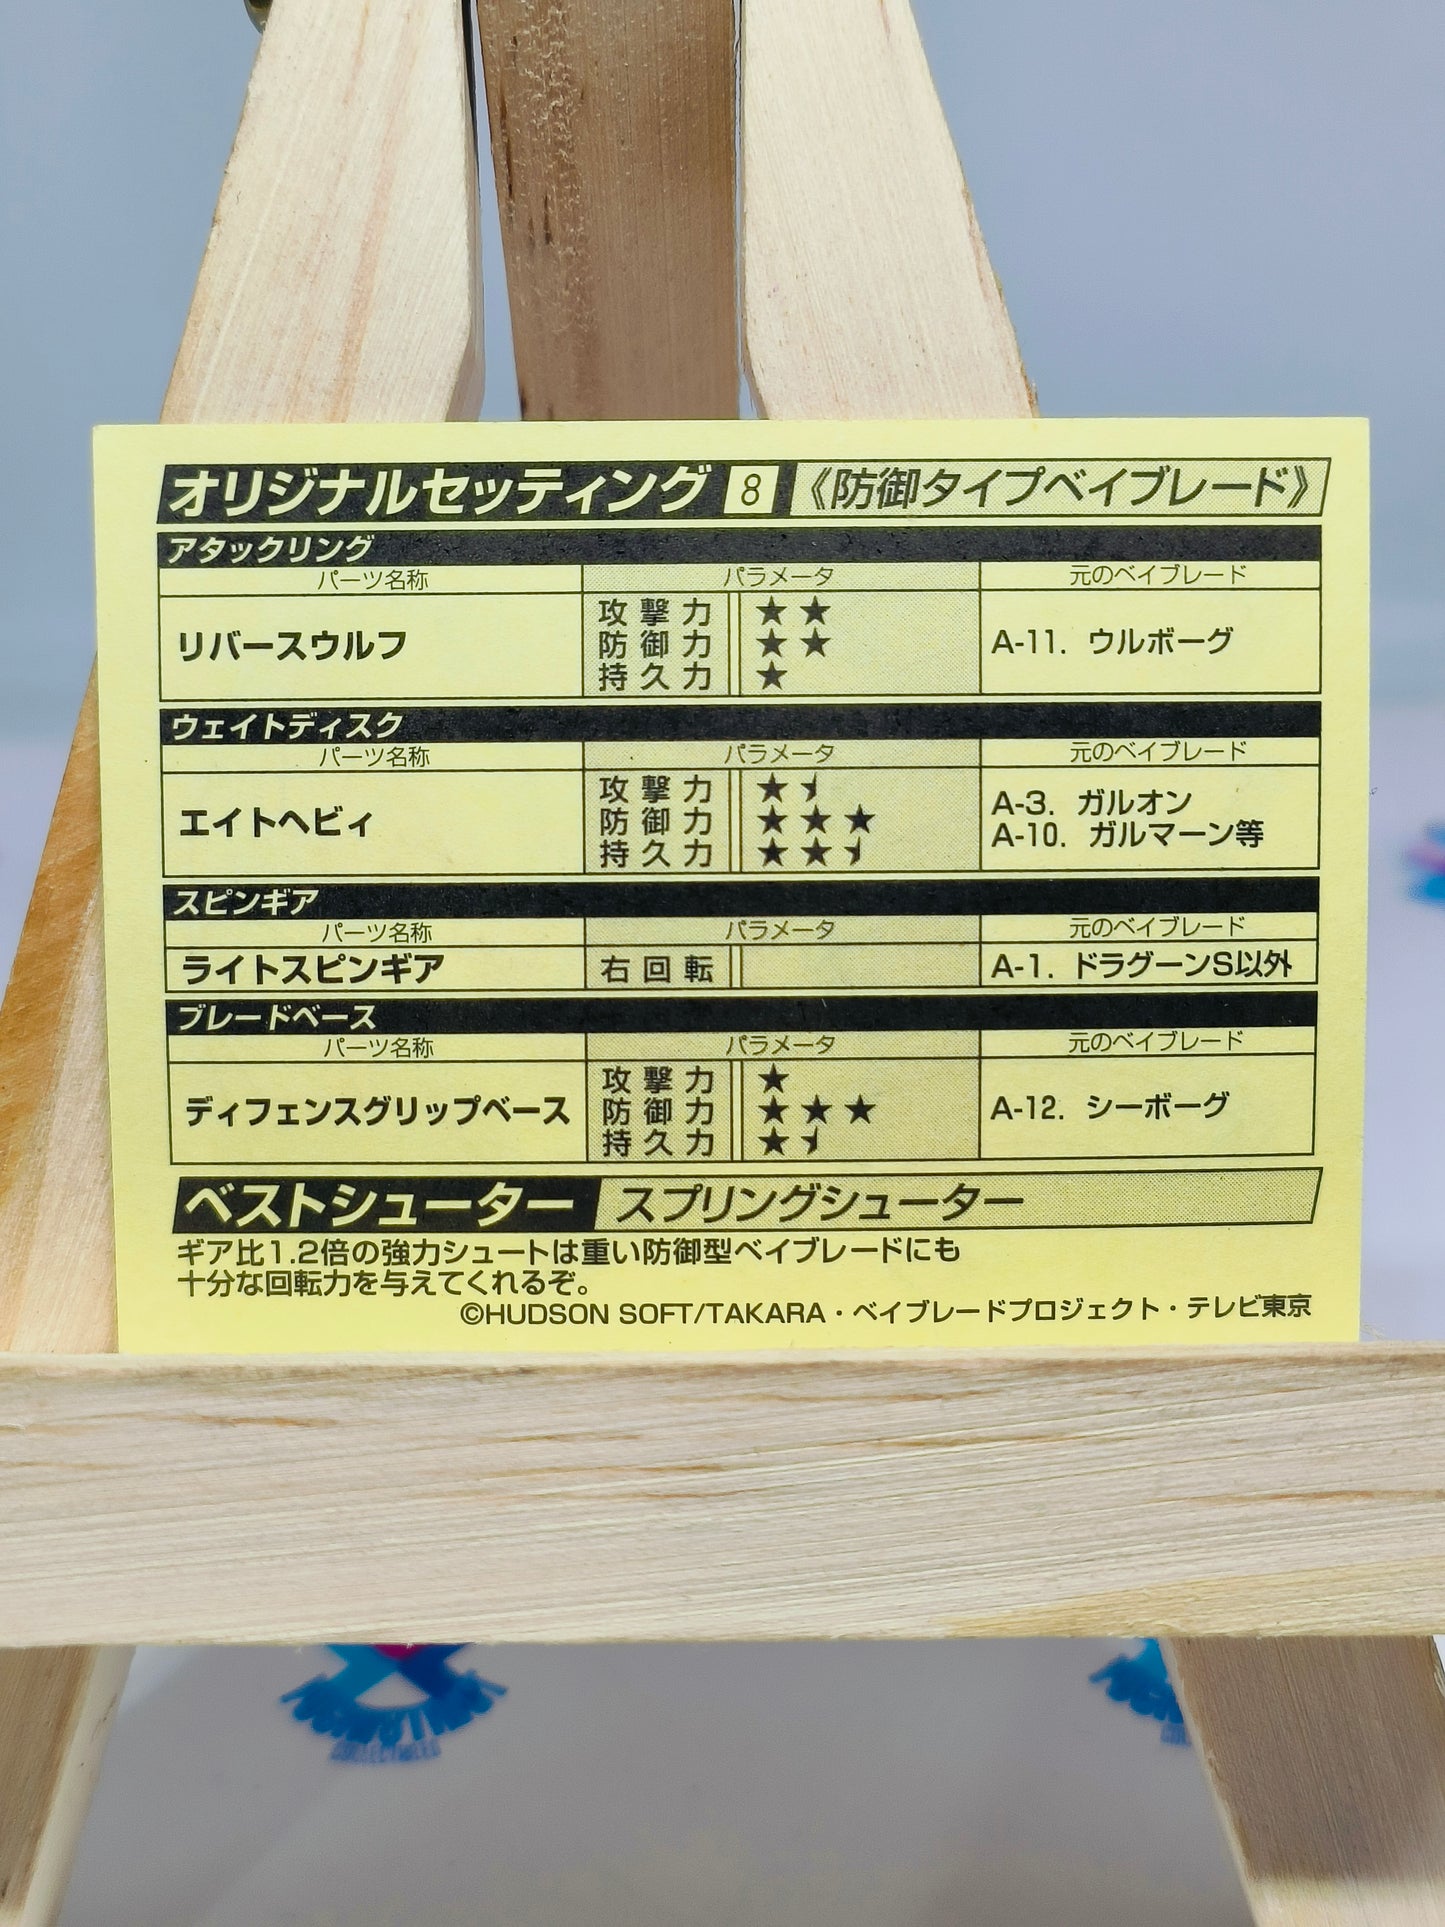 オリジナルセッティング 8 《防御タイプベイブレード》
アタックリング
パーツ名称 パラメータ 元のベイブレード
リバースウルフ 攻撃力 ★★ A-11. ウルボーグ
防御力 ★★
持久力 ★
ウェイトディスク
パーツ名称 パラメータ 元のベイブレード
エイトヘビィ 攻撃力 ★⯨ A-3. ガルオン
防御力 ★★★ A-10. ガルマーン等
持久力 ★★⯨
スピンギア
パーツ名称 パラメータ 元のベイブレード
ライトスピンギア 右回転 A-1. ドラグーンS以外
ブレードベース
パーツ名称 パラメータ 元のベイブレード
ディフェンスグリップベース 攻撃力 ★ A-12. シーボーグ
防御力 ★★★
持久力 ★⯨
ベストシューター スプリングシューター
ギア比1.2倍の強力シュートは重い防御型ベイブレードにも
十分な回転力を与えてくれるぞ。
©HUDSON SOFT/TAKARA・ベイブレードプロジェクト・テレビ東京